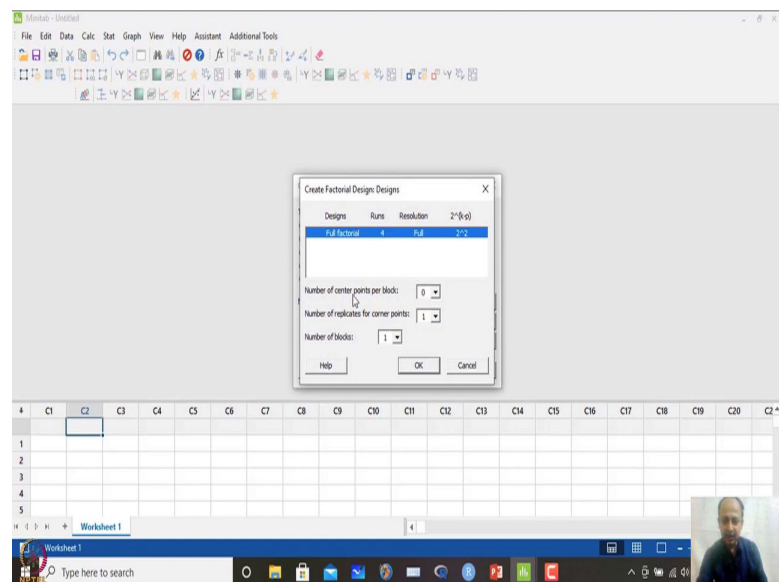 Minitab - Untitled
File Edit Data Calc Stat Graph View Help Assistant Additional Tools
Create Factorial Design: Designs
Designs Runs Resolution 2^(k-p)
Full factorial 4 Full 2^2
Number of center points per block: 0
Number of replicates for corner points: 1
Number of blocks: 1
Help OK Cancel
C1 C2 C3 C4 C5 C6 C7 C8 C9 C10 C11 C12 C13 C14 C15 C16 C17 C18 C19 C20
1
2
3
4
5
Worksheet 1
Worksheet 1
NPTEL
Type here to search